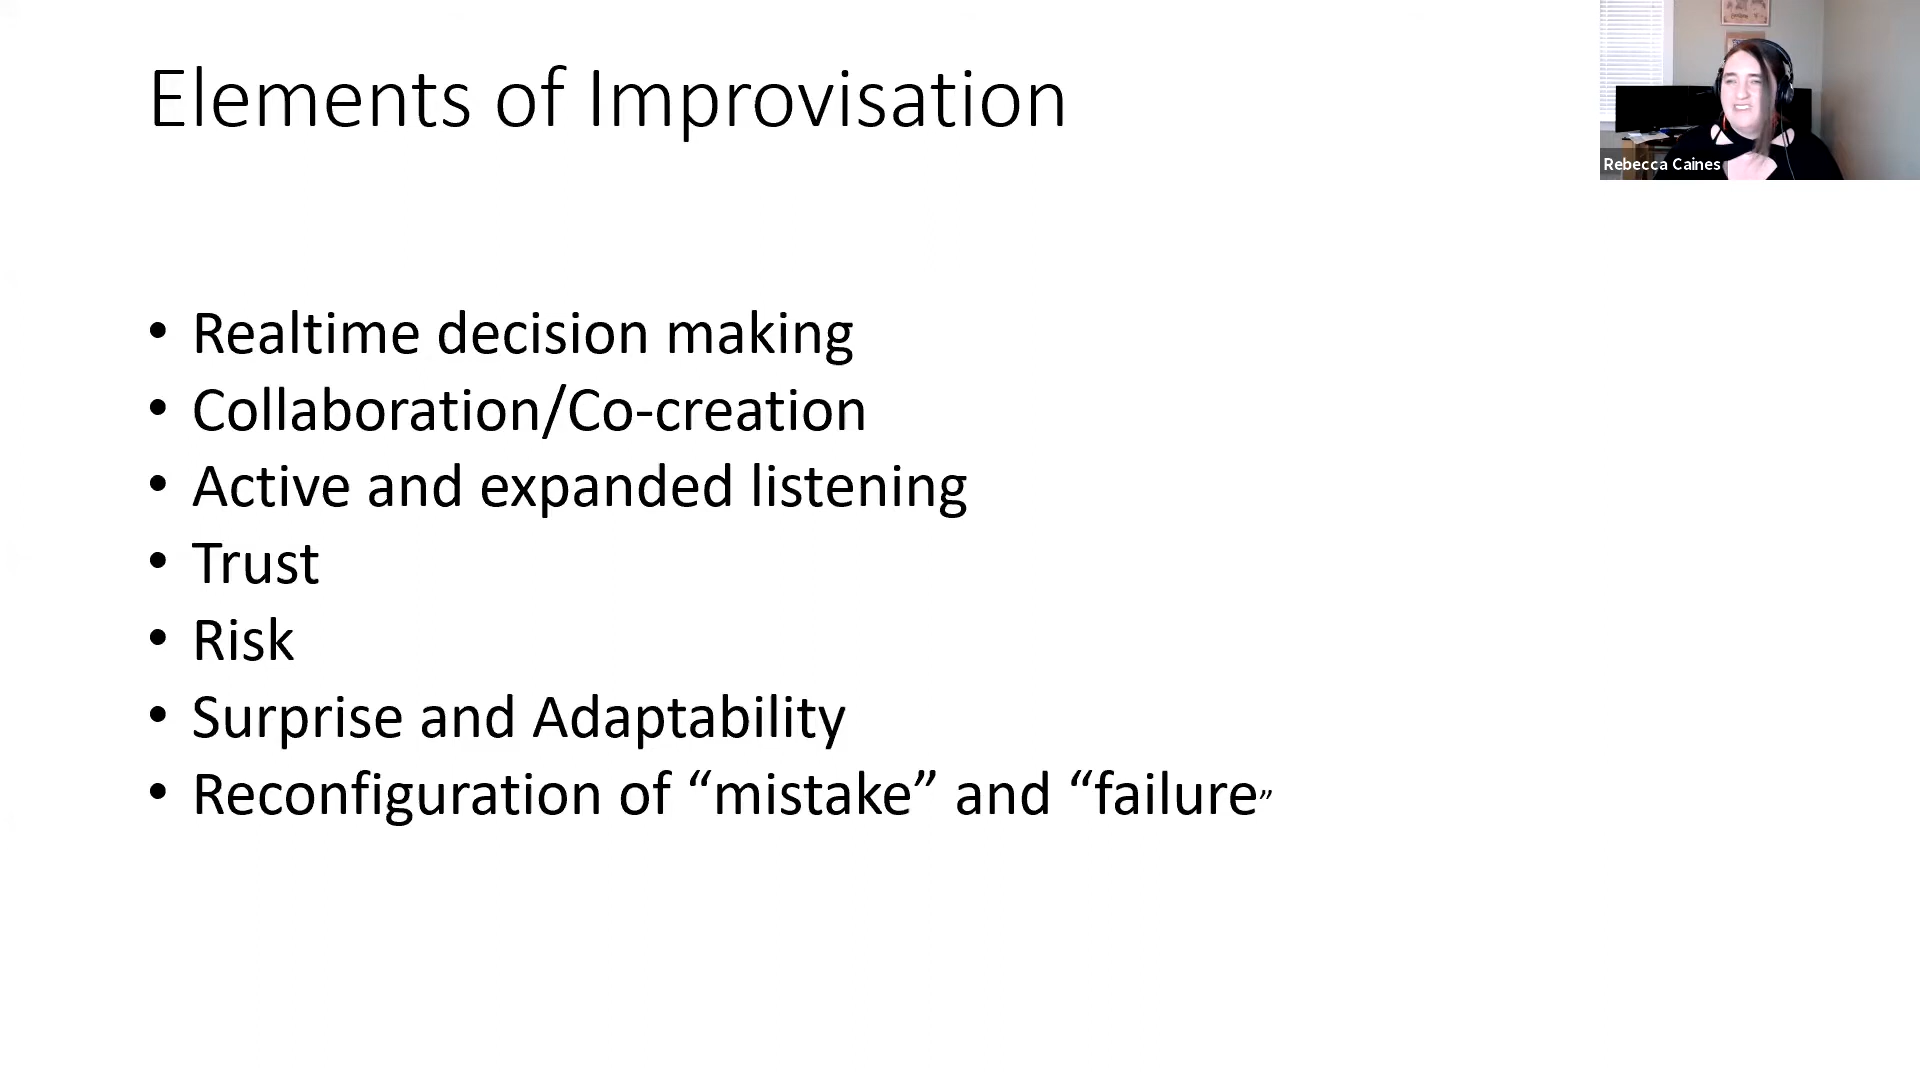 Elements of Improvisation
Rebecca Caines
• Realtime decision making
• Collaboration/Co-creation
• Active and expanded listening
• Trust
• Risk
• Surprise and Adaptability
• Reconfiguration of “mistake” and “failure”